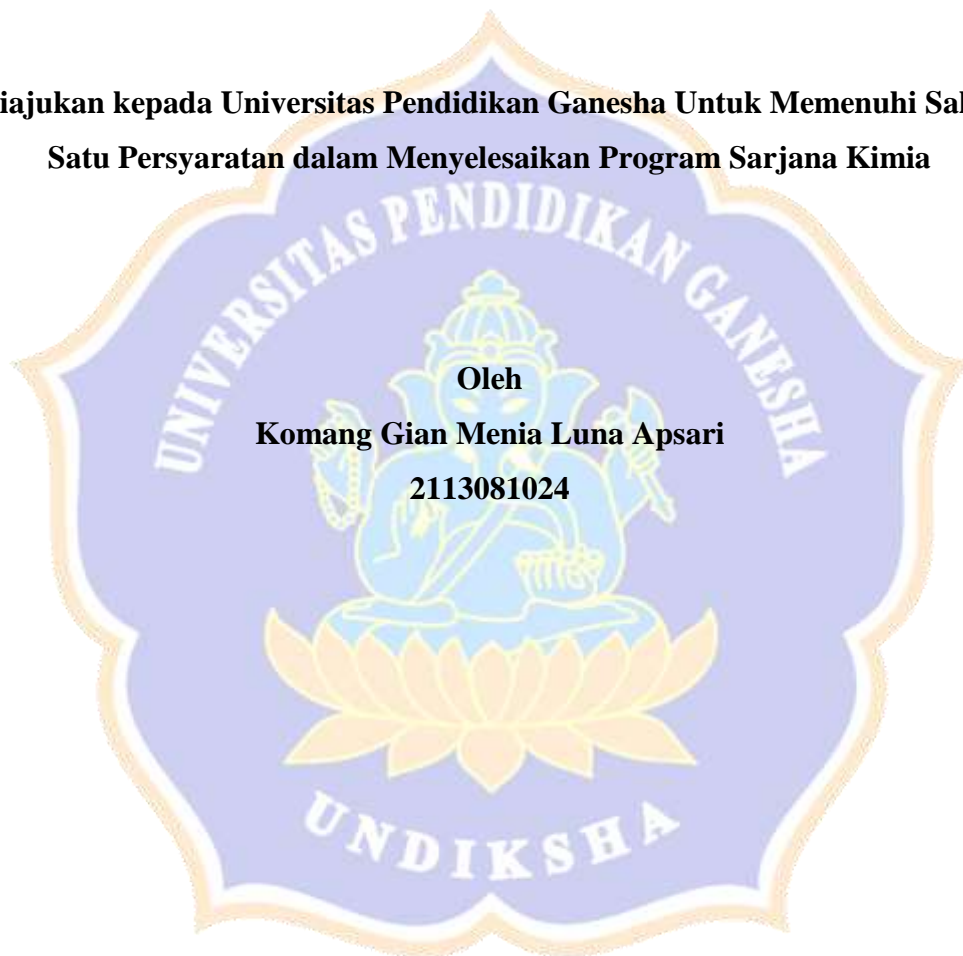 iajukan kepada Universitas Pendidikan Ganesha Untuk Memenuhi Sal
Satu Persyaratan dalam Menyelesaikan Program Sarjana Kimia
UNIVERSITAS PENDIDIKAN GANESHA
Oleh
Komang Gian Menia Luna Apsari
2113081024
UNDIKSHA